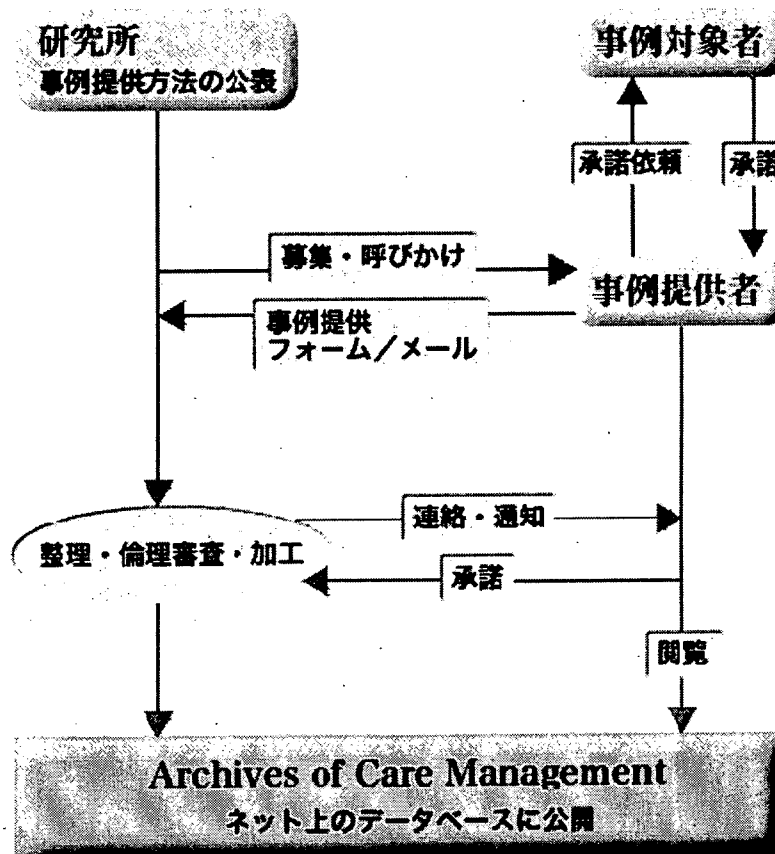 研究所
事例提供方法の公表
事例対象者
承諾依頼
承諾
募集・呼びかけ
事例提供者
事例提供
フォーム／メール
連絡・通知
整理・倫理審査・加工
承諾
閲覧
Archives of Care Management
ネット上のデータベースに公開